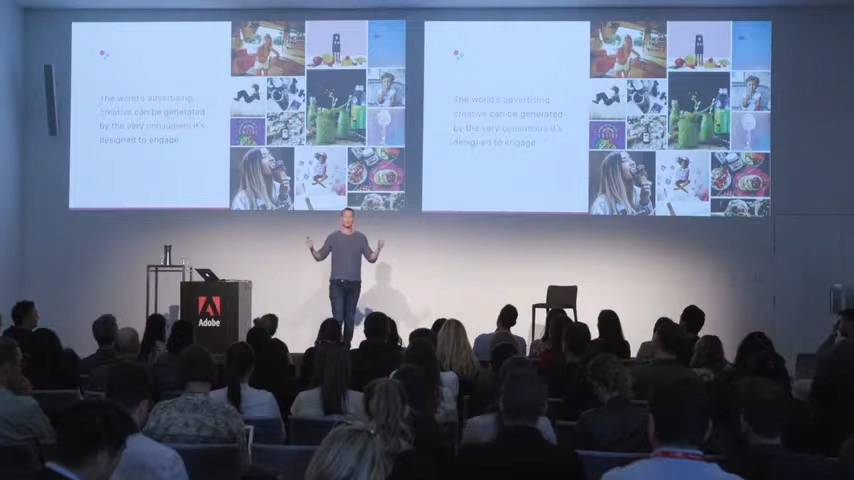 The world's advertising
creative can be generated
by the very consumers it's
designed to engage
The world's advertising
creative can be generated
by the very consumers it's
designed to engage
Adobe